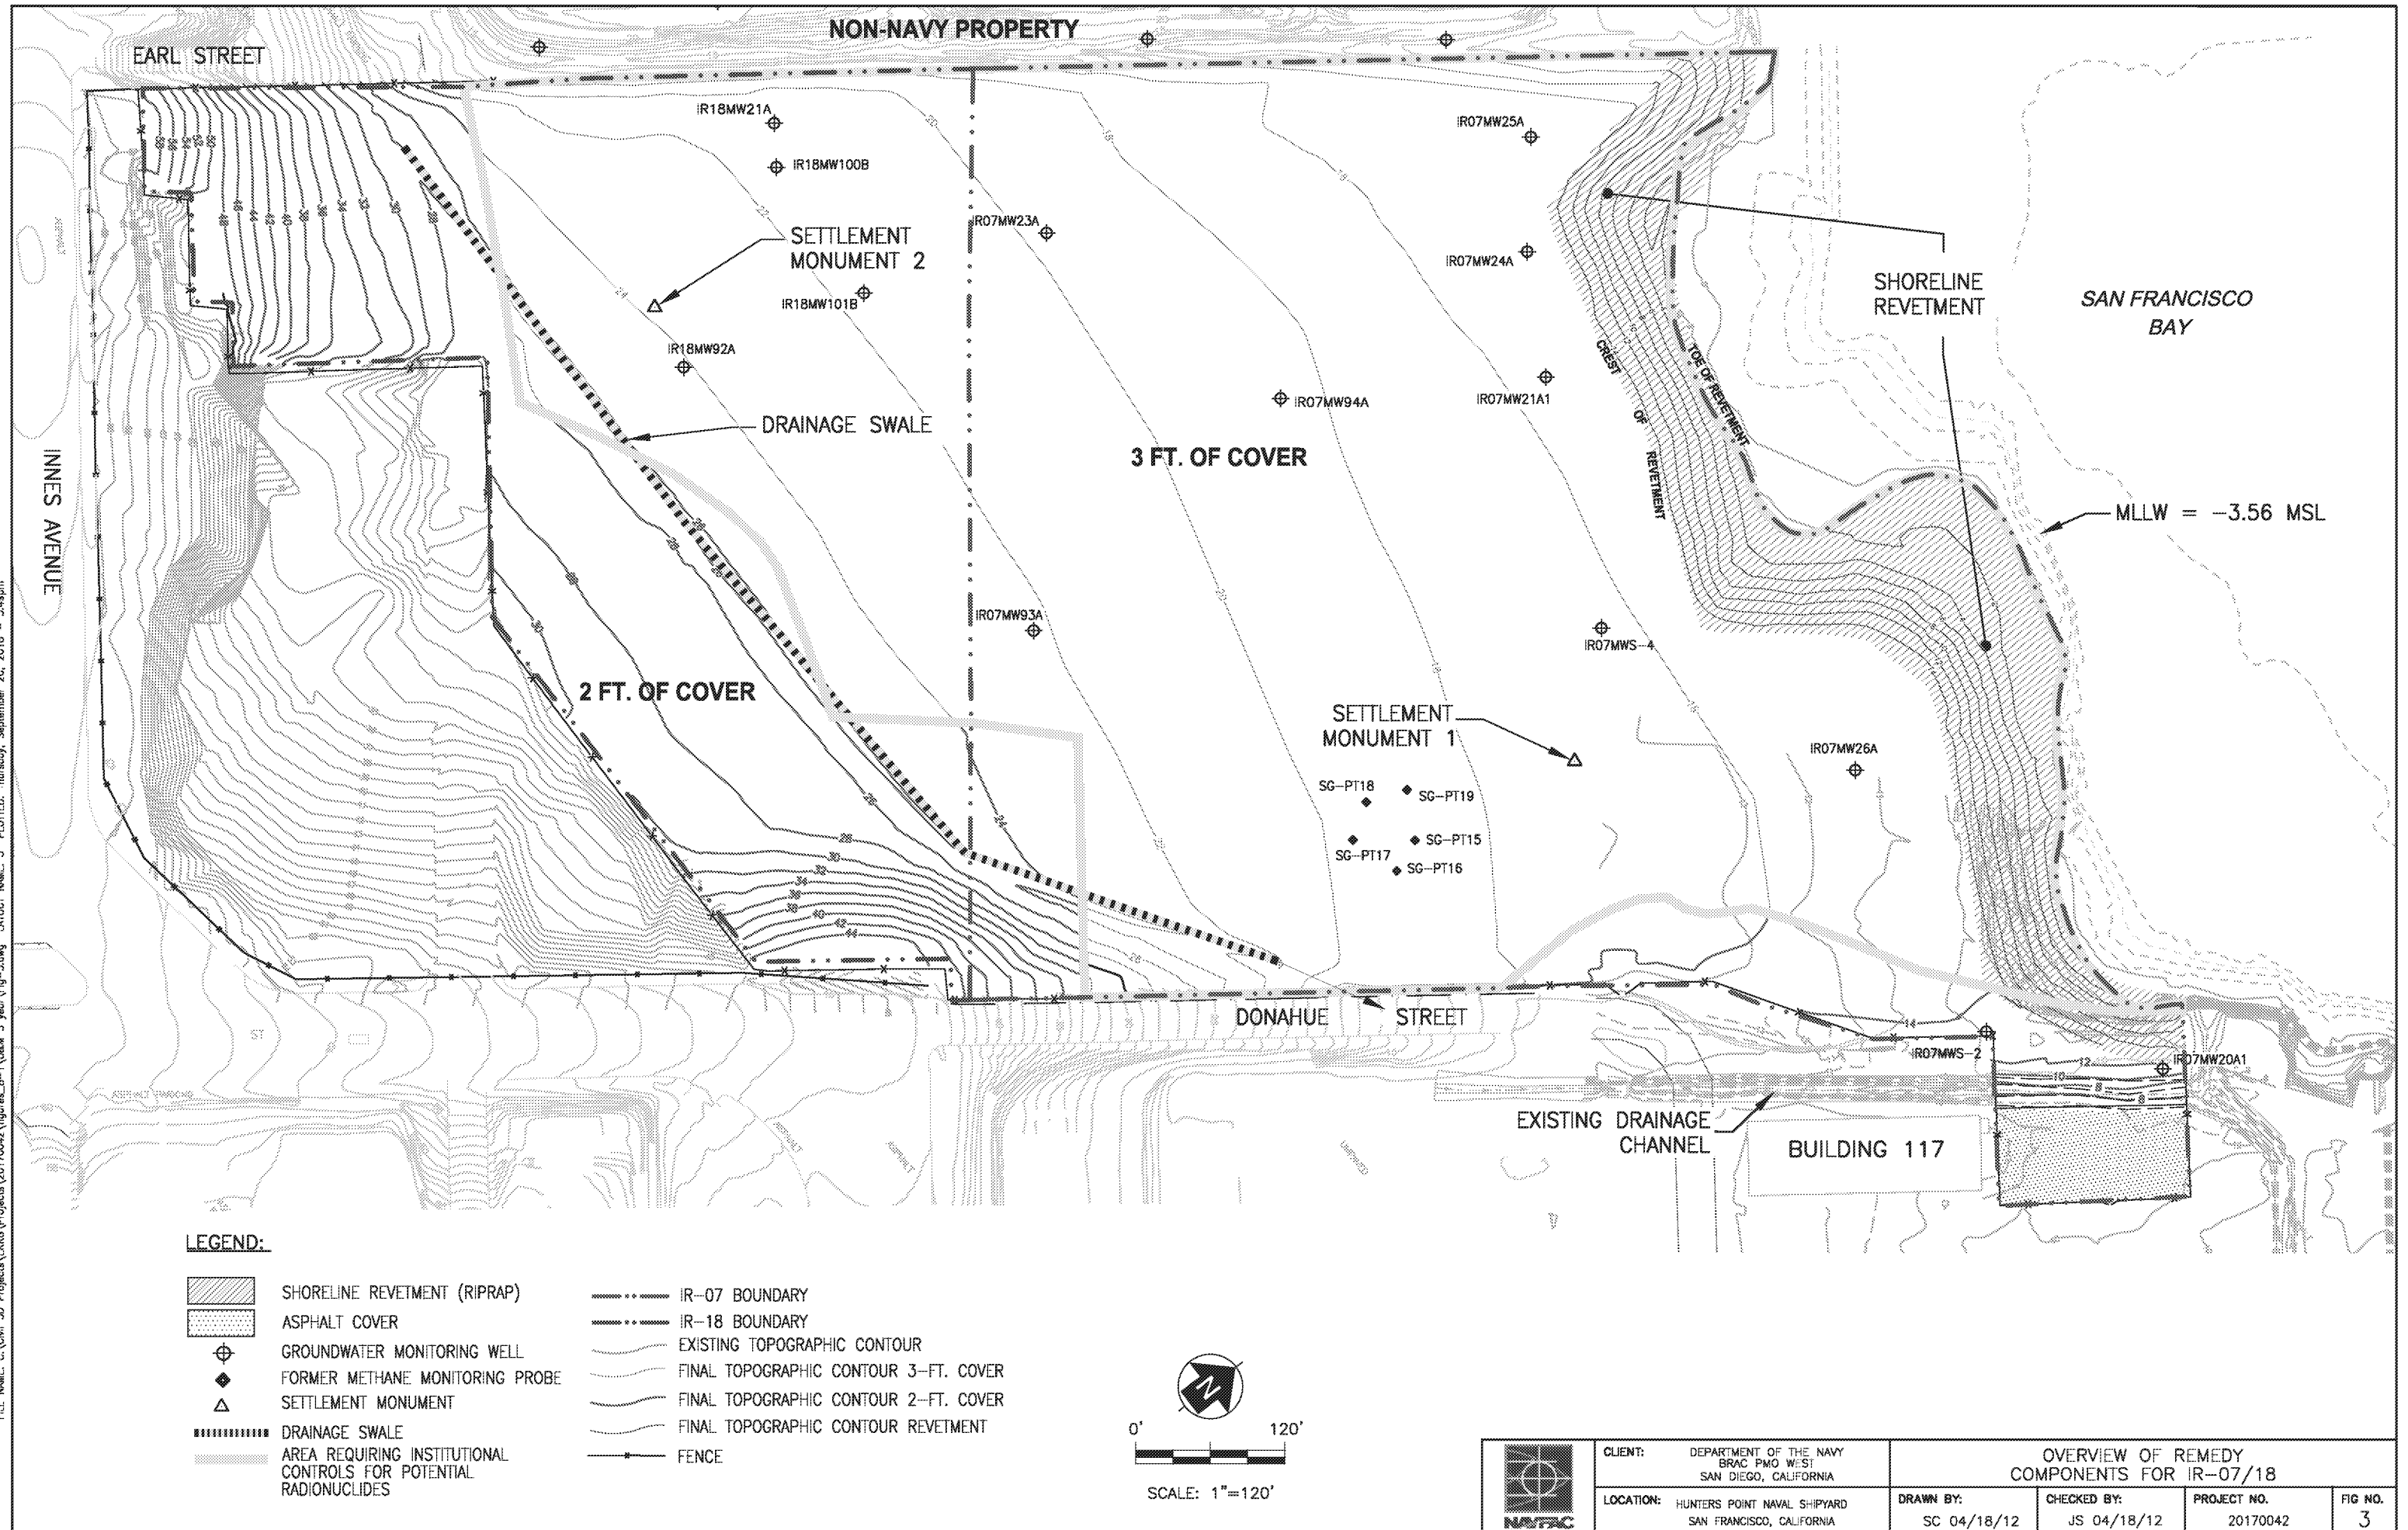 NON-NAVY PROPERTY
EARL STREET
IR18MW21A
IR18MW100B
IR07MW25A
IR07MW23A
SETTLEMENT
MONUMENT 2
IR07MW24A
IR18MW101B
SHORELINE
REVETMENT
SAN FRANCISCO
BAY
IR18MW92A
CREST
OF
REVETMENT
TOE OF REVETMENT
IR07MW94A
IR07MW21A1
DRAINAGE SWALE
3 FT. OF COVER
INNES AVENUE
MLLW = -3.56 MSL
IR07MW93A
IR07MWS-4
2 FT. OF COVER
SETTLEMENT
MONUMENT 1
IR07MW26A
SG-PT18
SG-PT19
SG-PT15
SG-PT17
SG-PT16
DONAHUE STREET
IR07MWS-2
IR07MW20A1
EXISTING DRAINAGE
CHANNEL
BUILDING 117
LEGEND:
SHORELINE REVETMENT (RIPRAP)
ASPHALT COVER
GROUNDWATER MONITORING WELL
FORMER METHANE MONITORING PROBE
SETTLEMENT MONUMENT
DRAINAGE SWALE
AREA REQUIRING INSTITUTIONAL
CONTROLS FOR POTENTIAL
RADIONUCLIDES
IR-07 BOUNDARY
IR-18 BOUNDARY
EXISTING TOPOGRAPHIC CONTOUR
FINAL TOPOGRAPHIC CONTOUR 3-FT. COVER
FINAL TOPOGRAPHIC CONTOUR 2-FT. COVER
FINAL TOPOGRAPHIC CONTOUR REVETMENT
FENCE
N
0' 120'
SCALE: 1"=120'
NAVFAC
CLIENT: DEPARTMENT OF THE NAVY
BRAC PMO WEST
SAN DIEGO, CALIFORNIA
LOCATION: HUNTERS POINT NAVAL SHIPYARD
SAN FRANCISCO, CALIFORNIA
OVERVIEW OF REMEDY
COMPONENTS FOR IR-07/18
DRAWN BY:
SC 04/18/12
CHECKED BY:
JS 04/18/12
PROJECT NO.
20170042
FIG NO.
3